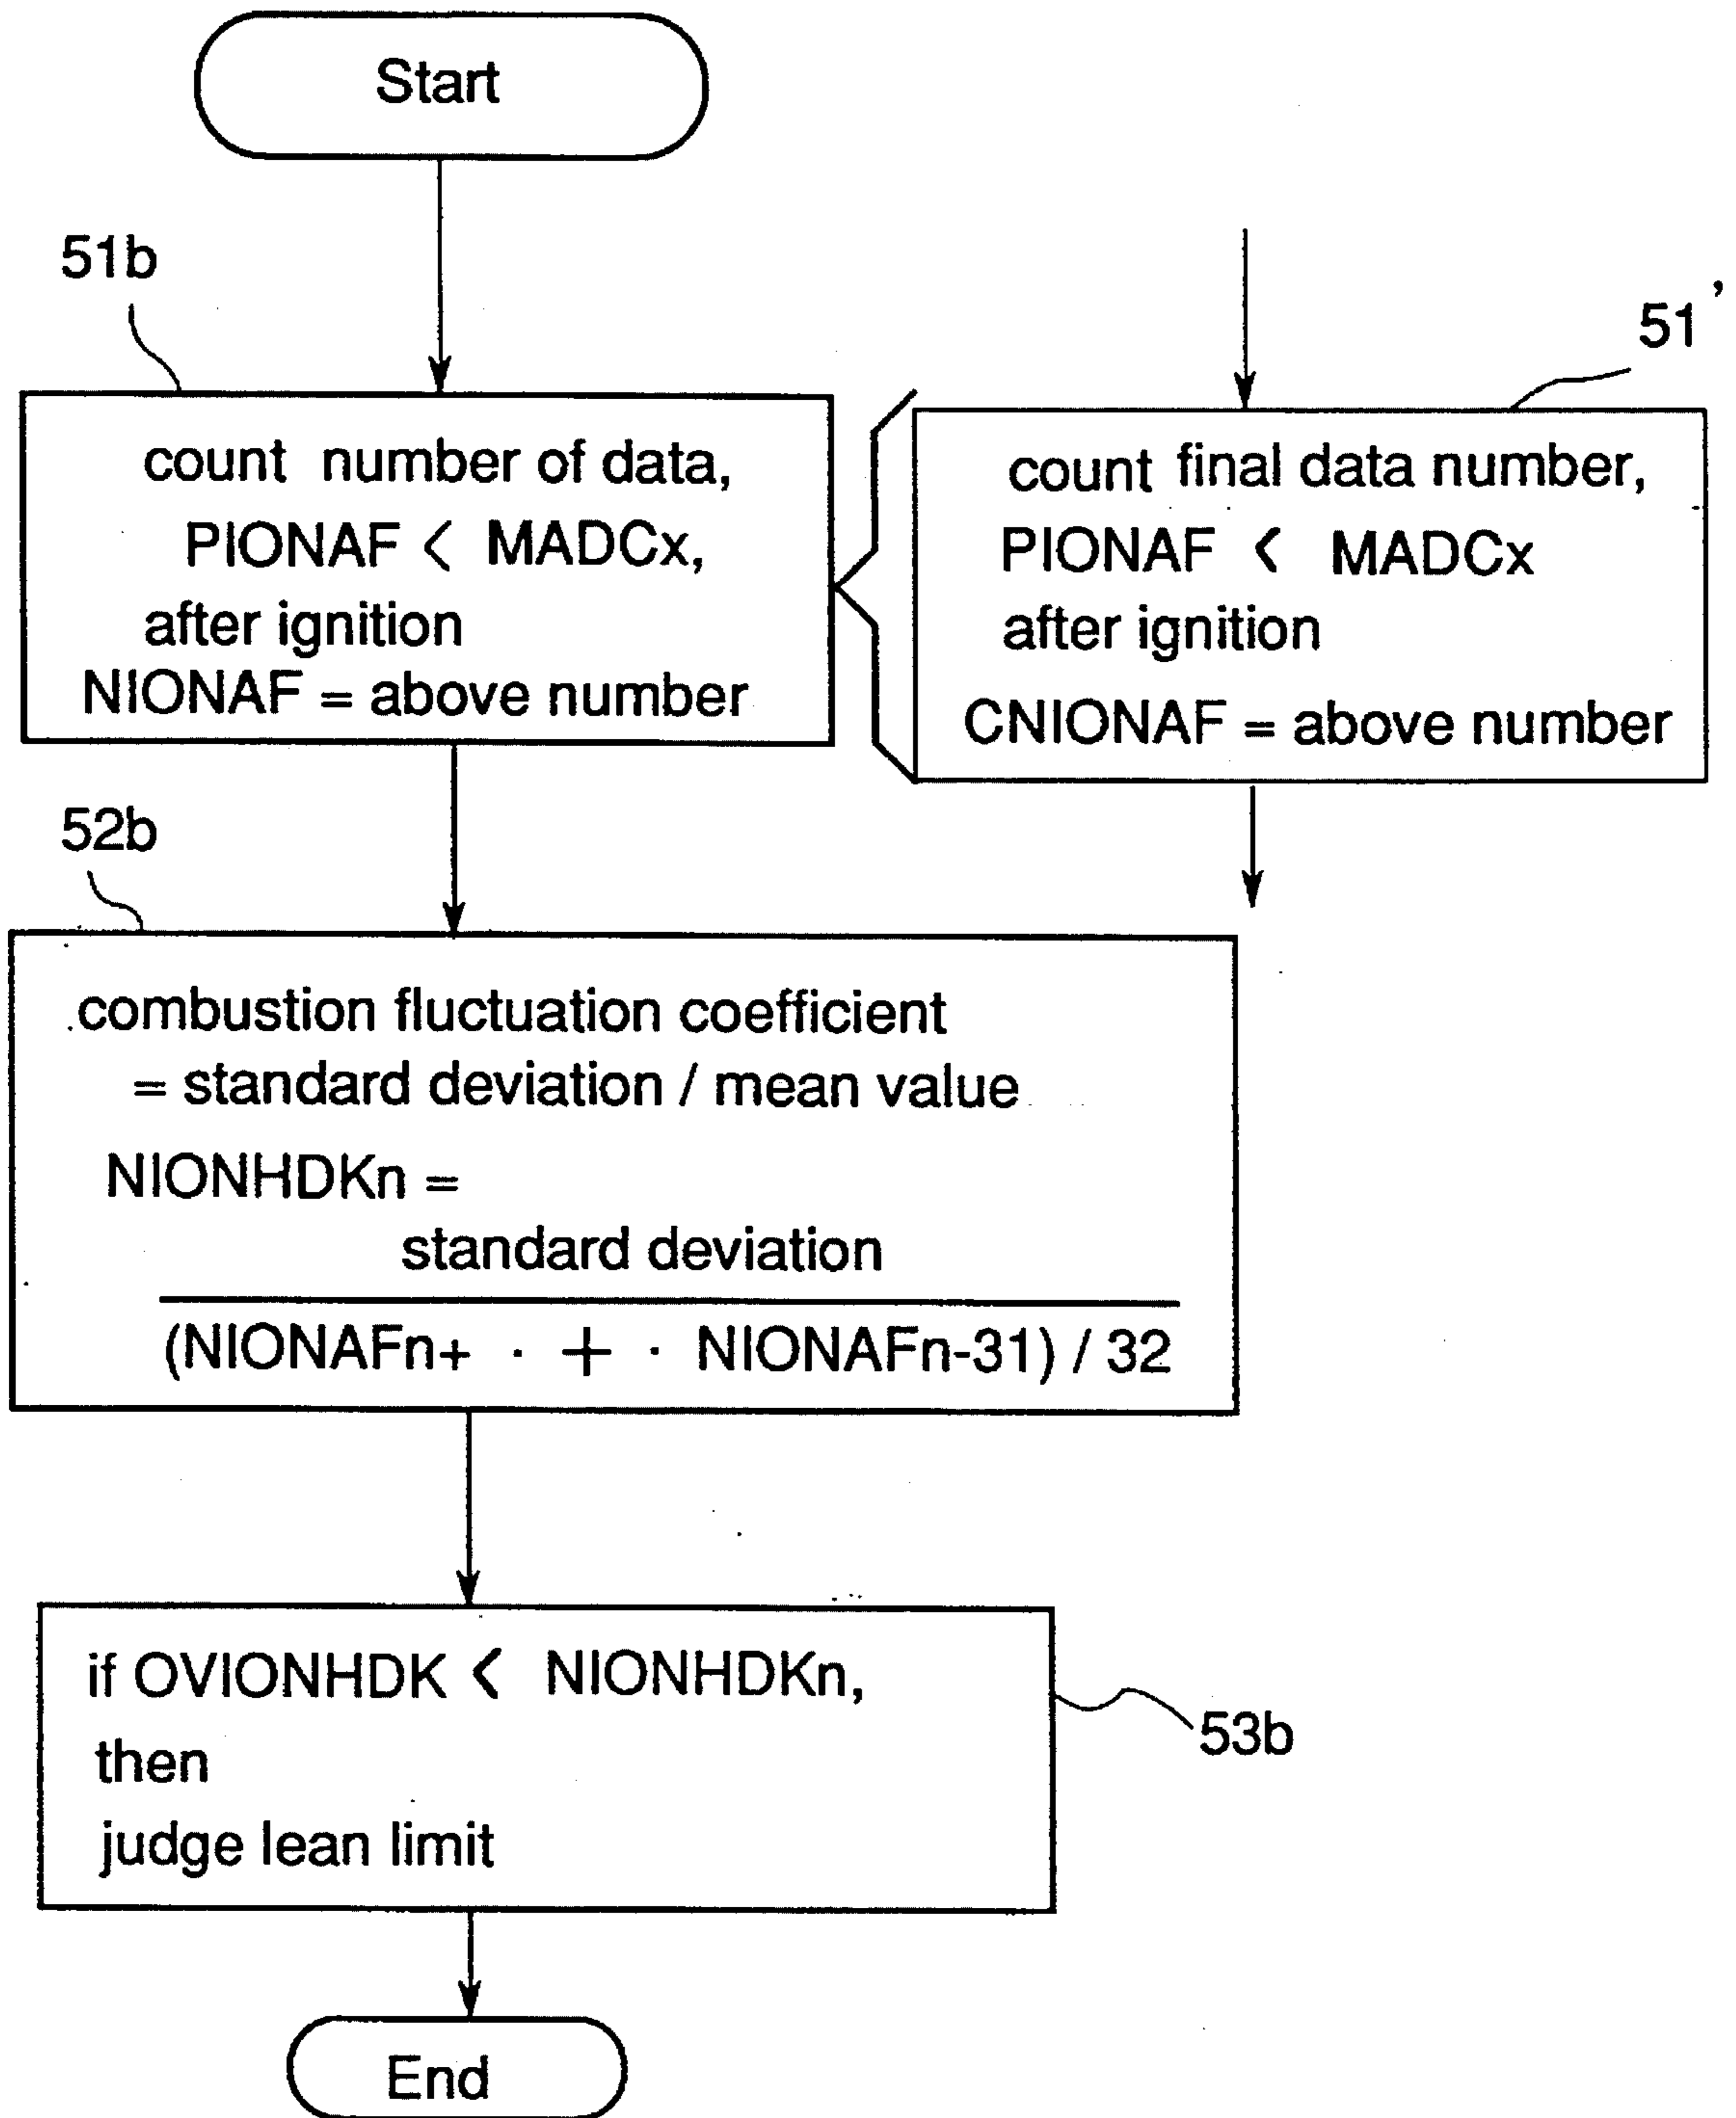 Start
51b
count number of data,
PIONAF < MADCx,
after ignition
NIONAF = above number
51'
count final data number,
PIONAF < MADCx
after ignition
CNIONAF = above number
52b
combustion fluctuation coefficient
= standard deviation / mean value
NIONHDKn =
standard deviation
(NIONAFn+ · + · NIONAFn-31) / 32
if OVIONHDK < NIONHDKn,
then
judge lean limit
53b
End